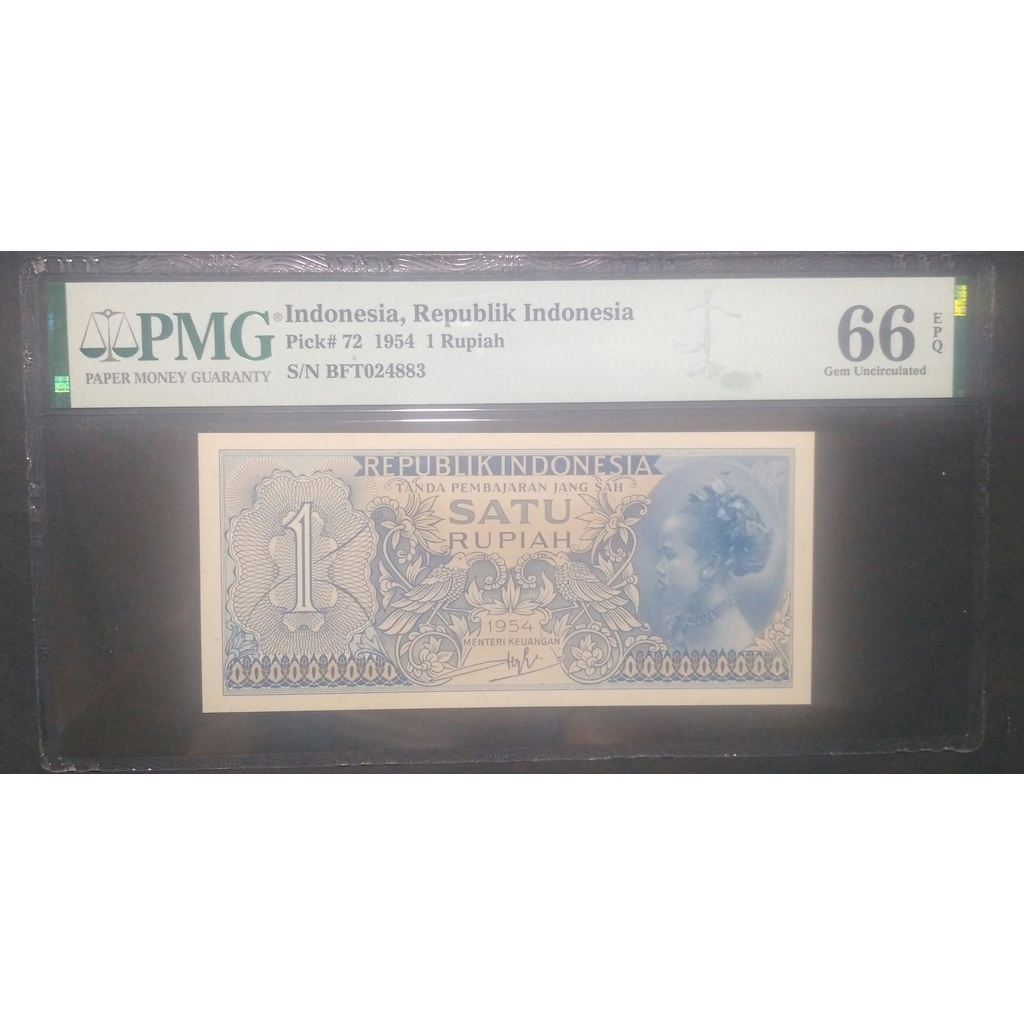 PMG®
PAPER MONEY GUARANTY
Indonesia, Republik Indonesia
Pick# 72 1954 1 Rupiah
S/N BFT024883
66
EPQ
Gem Uncirculated
REPUBLIK INDONESIA
TANDA PEMBAJARAN JANG SAH
SATU
RUPIAH
1
1954
MENTERI KEUANGAN